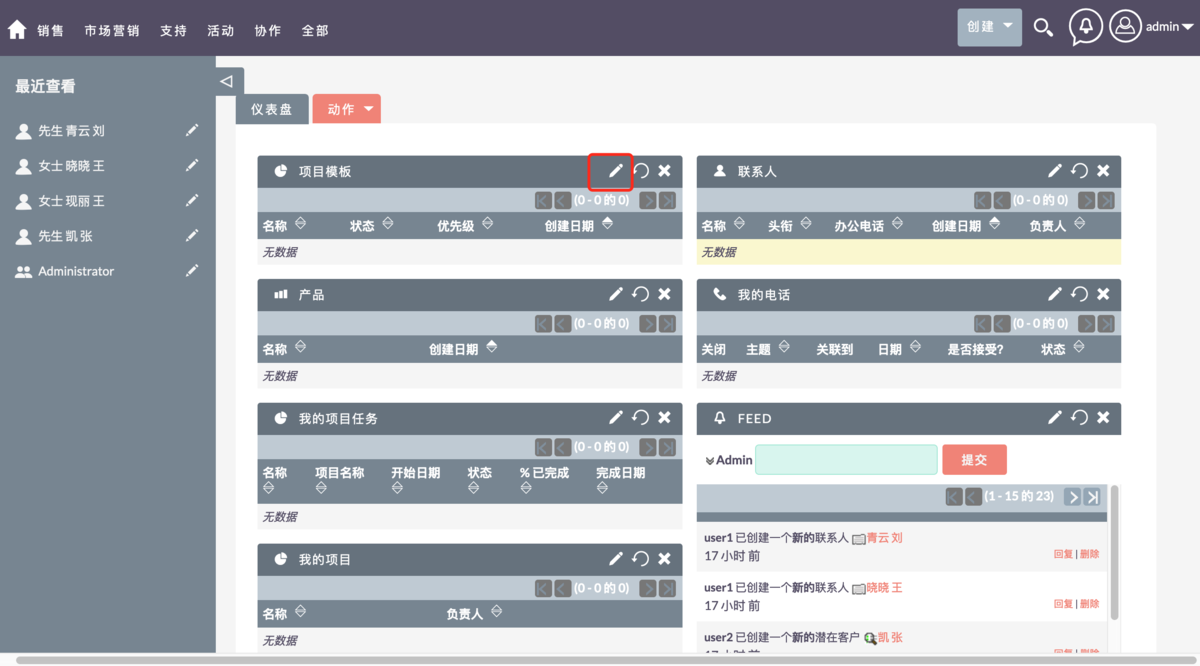 销售 市场营销 支持 活动 协作 全部 创建 admin
最近查看
先生 青云 刘
女士 晓晓 王
女士 现丽 王
先生 凯 张
Administrator
仪表盘 动作
项目模板
(0 - 0 的 0)
名称 状态 优先级 创建日期
无数据
联系人
(0 - 0 的 0)
名称 头衔 办公电话 创建日期 负责人
无数据
产品
(0 - 0 的 0)
名称 创建日期
无数据
我的电话
(0 - 0 的 0)
关闭 主题 关联到 日期 是否接受? 状态
无数据
我的项目任务
(0 - 0 的 0)
名称 项目名称 开始日期 状态 % 已完成 完成日期
无数据
FEED
Admin 提交
(1 - 15 的 23)
user1 已创建一个新的联系人 青云 刘
17 小时 前 回复 | 删除
user1 已创建一个新的联系人 晓晓 王
17 小时 前 回复 | 删除
user2 已创建一个新的潜在客户 凯 张
我的项目
(0 - 0 的 0)
名称 负责人
无数据